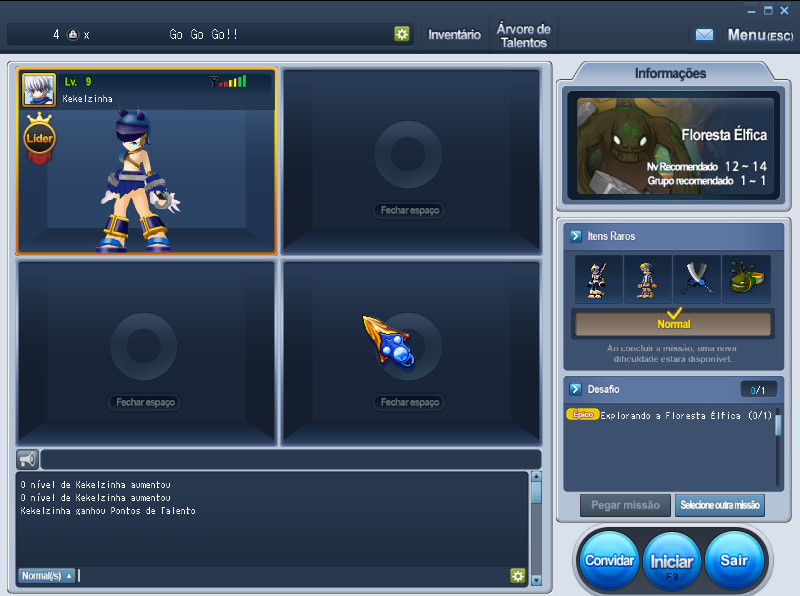 4 x
Go Go Go!!
Inventário
Árvore de
Talentos
Menu(ESC)
Lv. 9
Kekelzinha
Líder
Fechar espaço
Fechar espaço
Fechar espaço
Informações
Floresta Élfica
Nv Recomendado 12 ~ 14
Grupo recomendado 1 ~ 1
Itens Raros
Normal
Ao concluir a missão, uma nova
dificuldade estará disponível.
Desafio
0/1
Épico Explorando a Floresta Élfica (0/1)
Pegar missão
Selecione outra missão
O nível de Kekelzinha aumentou
O nível de Kekelzinha aumentou
Kekelzinha ganhou Pontos de Talento
Normal(/s)
Convidar
Iniciar
F9
Sair